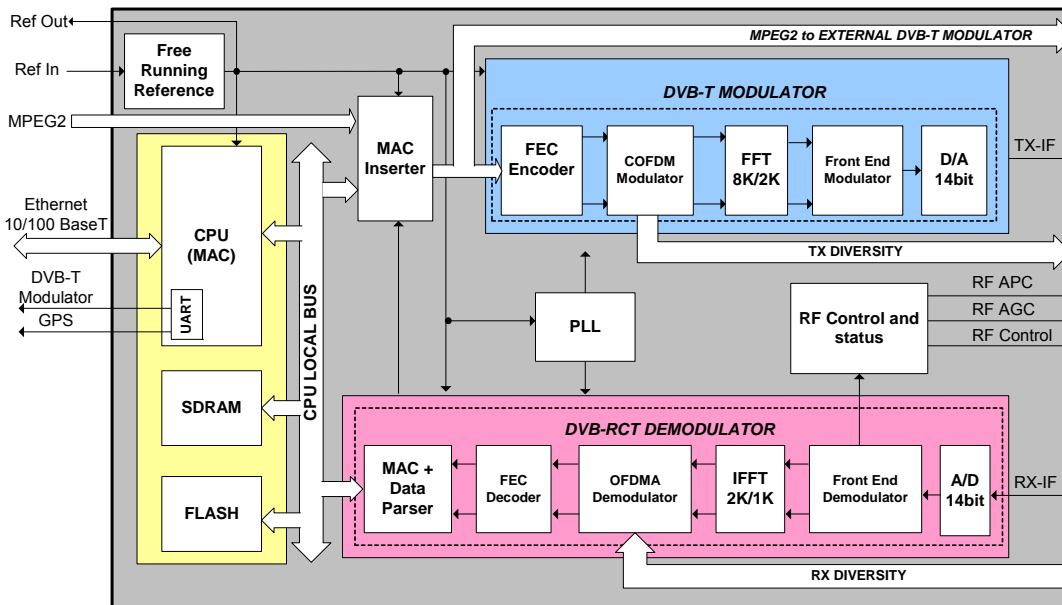 Ref Out
Free
Running
Reference
Ref In
MPEG2
MPEG2 to EXTERNAL DVB-T MODULATOR
DVB-T MODULATOR
MAC
Inserter
FEC
Encoder
COFDM
Modulator
FFT
8K/2K
Front End
Modulator
D/A
14bit
TX-IF
TX DIVERSITY
Ethernet
10/100 BaseT
CPU
(MAC)
DVB-T
Modulator
GPS
UART
SDRAM
FLASH
CPU LOCAL BUS
PLL
RF Control and
status
RF APC
RF AGC
RF Control
DVB-RCT DEMODULATOR
MAC +
Data
Parser
FEC
Decoder
OFDMA
Demodulator
IFFT
2K/1K
Front End
Demodulator
A/D
14bit
RX-IF
RX DIVERSITY